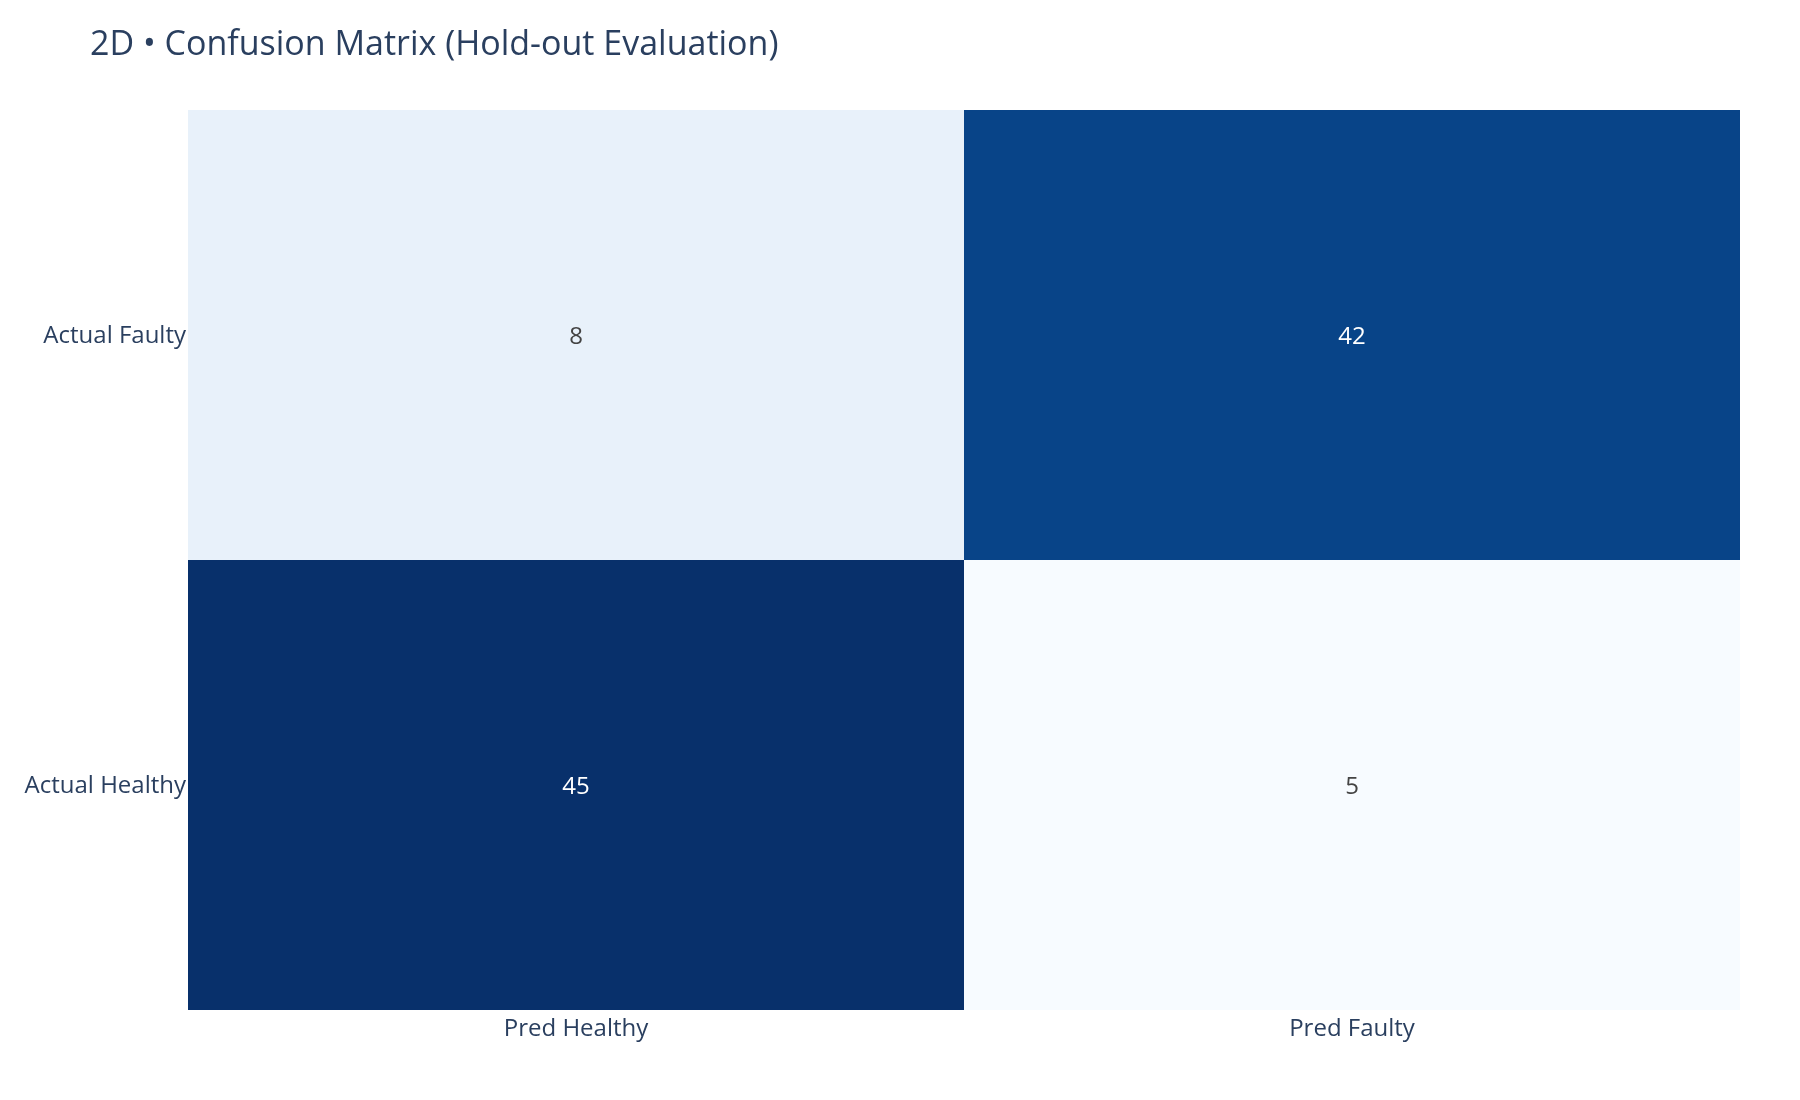 2D • Confusion Matrix (Hold-out Evaluation)
Actual Faulty
8
42
Actual Healthy
45
5
Pred Healthy
Pred Faulty